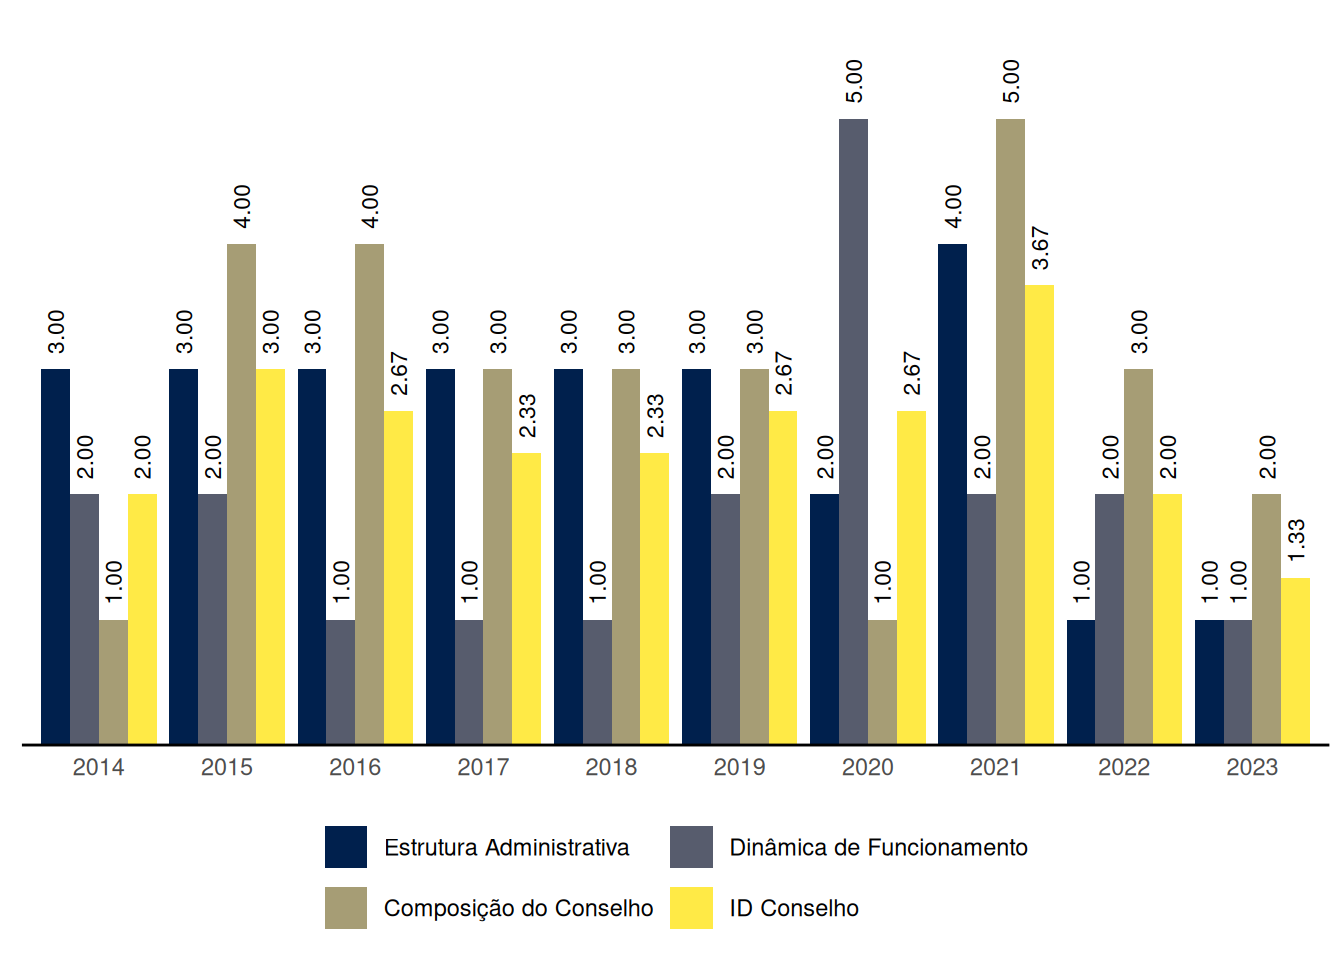 3.00 2.00 1.00 2.00
3.00 2.00 4.00 3.00
3.00 1.00 4.00 2.67
3.00 1.00 3.00 2.33
3.00 1.00 3.00 2.33
3.00 2.00 3.00 2.67
2.00 5.00 1.00 2.67
4.00 2.00 5.00 3.67
1.00 2.00 3.00 2.00
1.00 1.00 2.00 1.33
2014 2015 2016 2017 2018 2019 2020 2021 2022 2023
Estrutura Administrativa Dinâmica de Funcionamento
Composição do Conselho ID Conselho